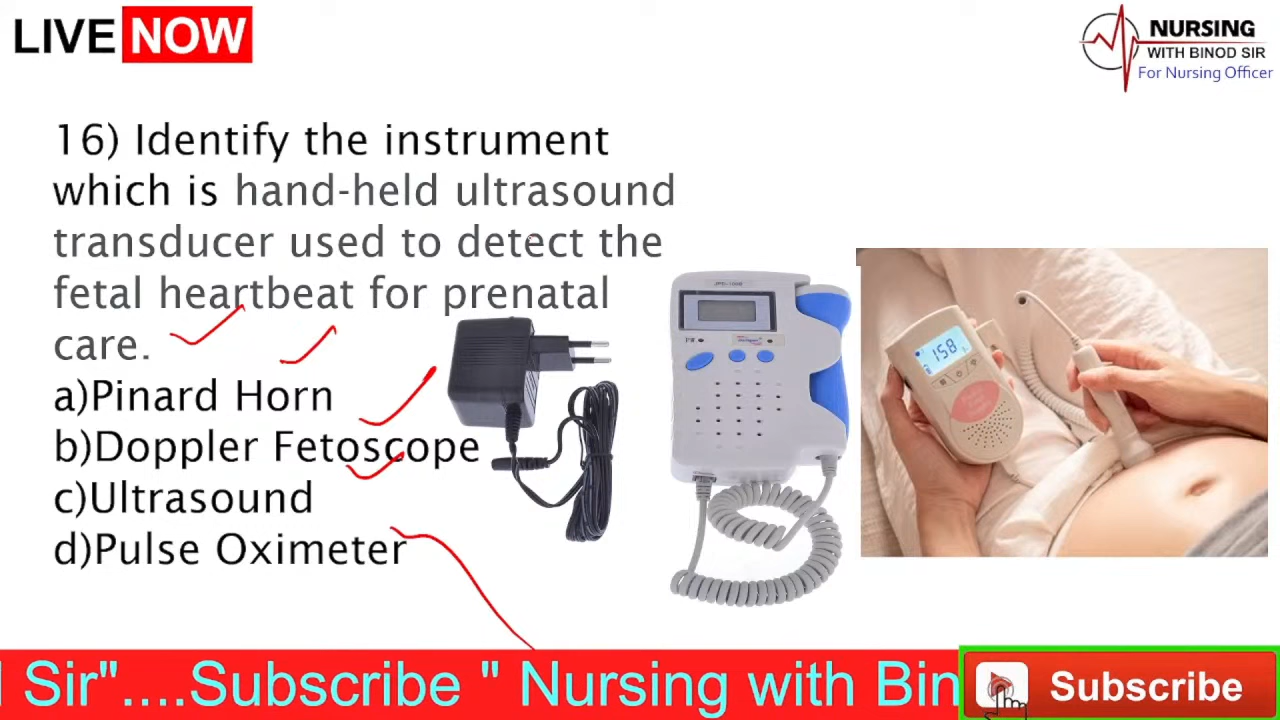 LIVE NOW
NURSING
WITH BINOD SIR
For Nursing Officer
16) Identify the instrument
which is hand-held ultrasound
transducer used to detect the
fetal heartbeat for prenatal
care.
a)Pinard Horn
b)Doppler Fetoscope
c)Ultrasound
d)Pulse Oximeter
158
l Sir"....Subscribe " Nursing with Bin
Subscribe